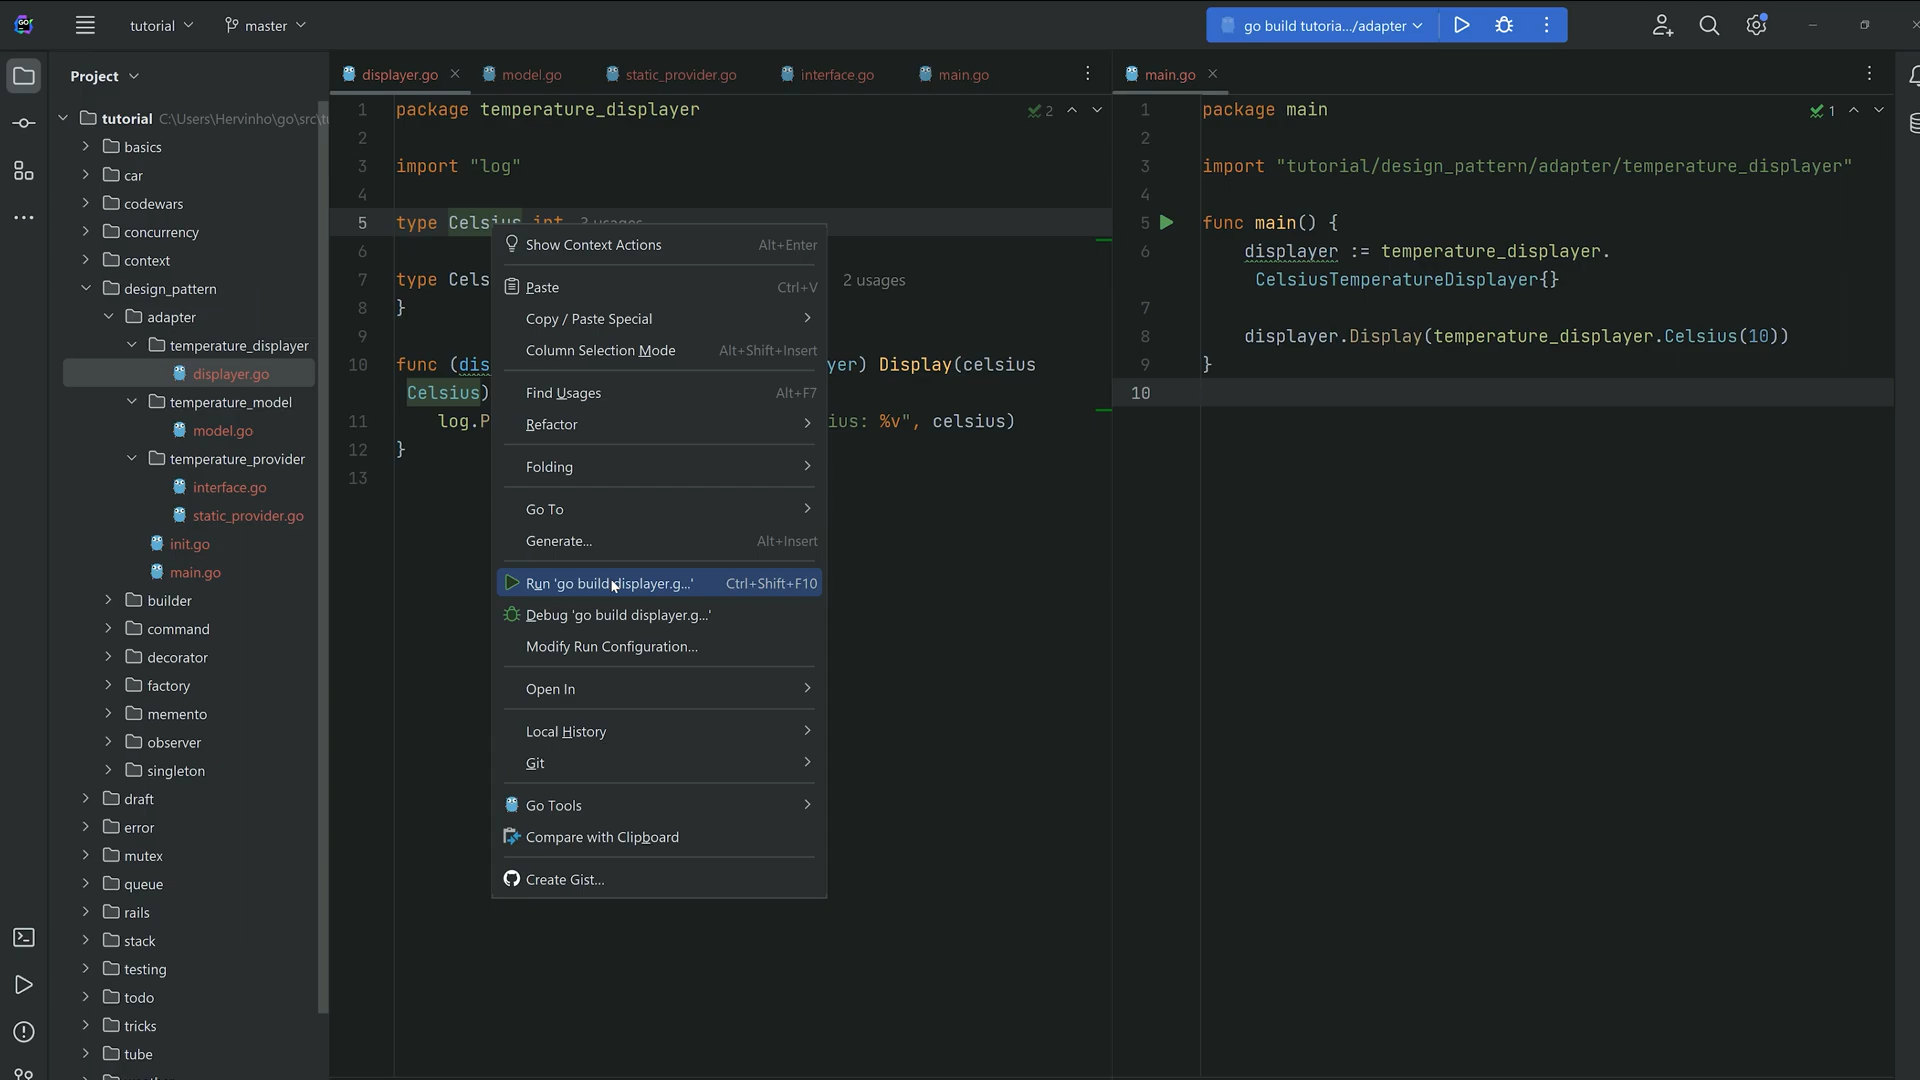 tutorial
master
go build tutoria.../adapter
Project
tutorial C:\Users\Hervinho\go\src\tu
basics
car
codewars
concurrency
context
design_pattern
adapter
temperature_displayer
displayer.go
temperature_model
model.go
temperature_provider
interface.go
static_provider.go
init.go
main.go
builder
command
decorator
factory
memento
observer
singleton
draft
error
mutex
queue
rails
stack
testing
todo
tricks
tube
displayer.go
model.go
static_provider.go
interface.go
main.go
1 package temperature_displayer
2
2
3 import "log"
4
5 type Celsius int 3 usages
6
7 type Cels 2 usages
8 }
9
10 func (dis yer) Display(celsius
Celsius)
11 log.P ius: %v", celsius)
12 }
13
Show Context Actions Alt+Enter
Paste Ctrl+V
Copy / Paste Special
Column Selection Mode Alt+Shift+Insert
Find Usages Alt+F7
Refactor
Folding
Go To
Generate... Alt+Insert
Run 'go build displayer.g...' Ctrl+Shift+F10
Debug 'go build displayer.g...'
Modify Run Configuration...
Open In
Local History
Git
Go Tools
Compare with Clipboard
Create Gist...
main.go
1 package main
1
2
3 import "tutorial/design_pattern/adapter/temperature_displayer"
4
5 func main() {
6 displayer := temperature_displayer.
CelsiusTemperatureDisplayer{}
7
8 displayer.Display(temperature_displayer.Celsius(10))
9 }
10